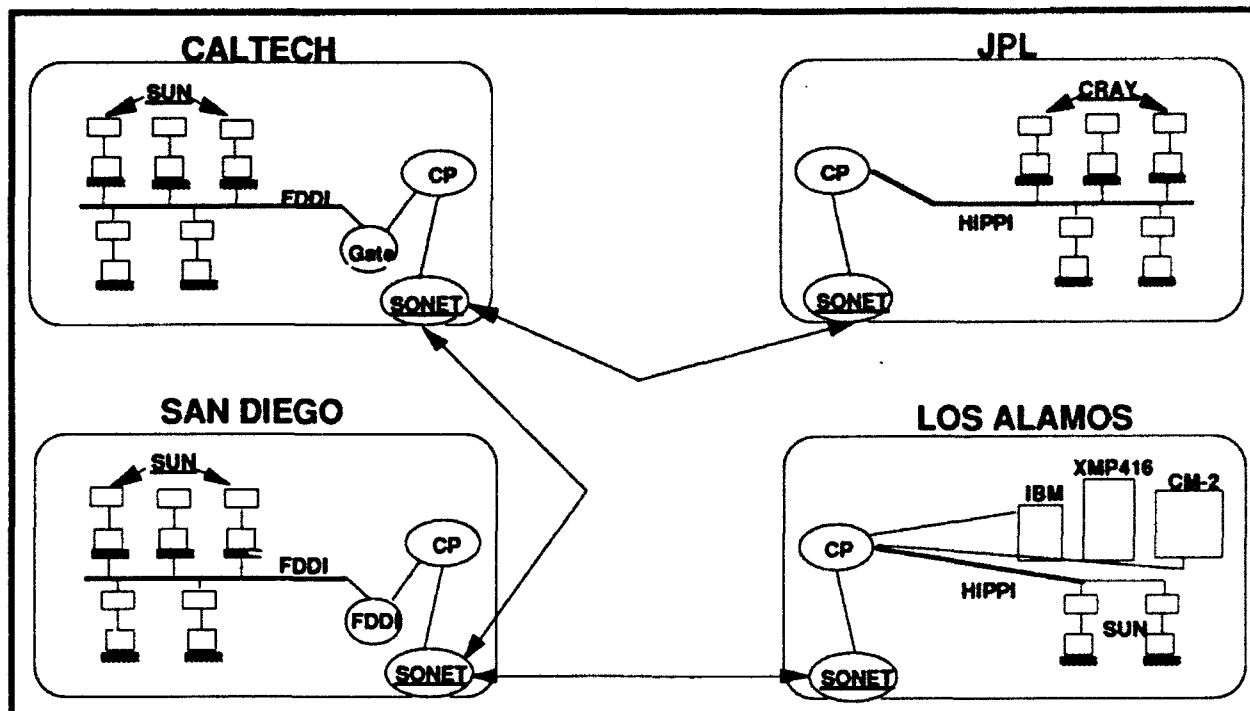 CALTECH
SUN
FDDI
CP
Gate
SONET
JPL
CRAY
CP
HIPPI
SONET
SAN DIEGO
SUN
FDDI
CP
FDDI
SONET
LOS ALAMOS
XMP416
IBM
CM-2
CP
HIPPI
SUN
SONET